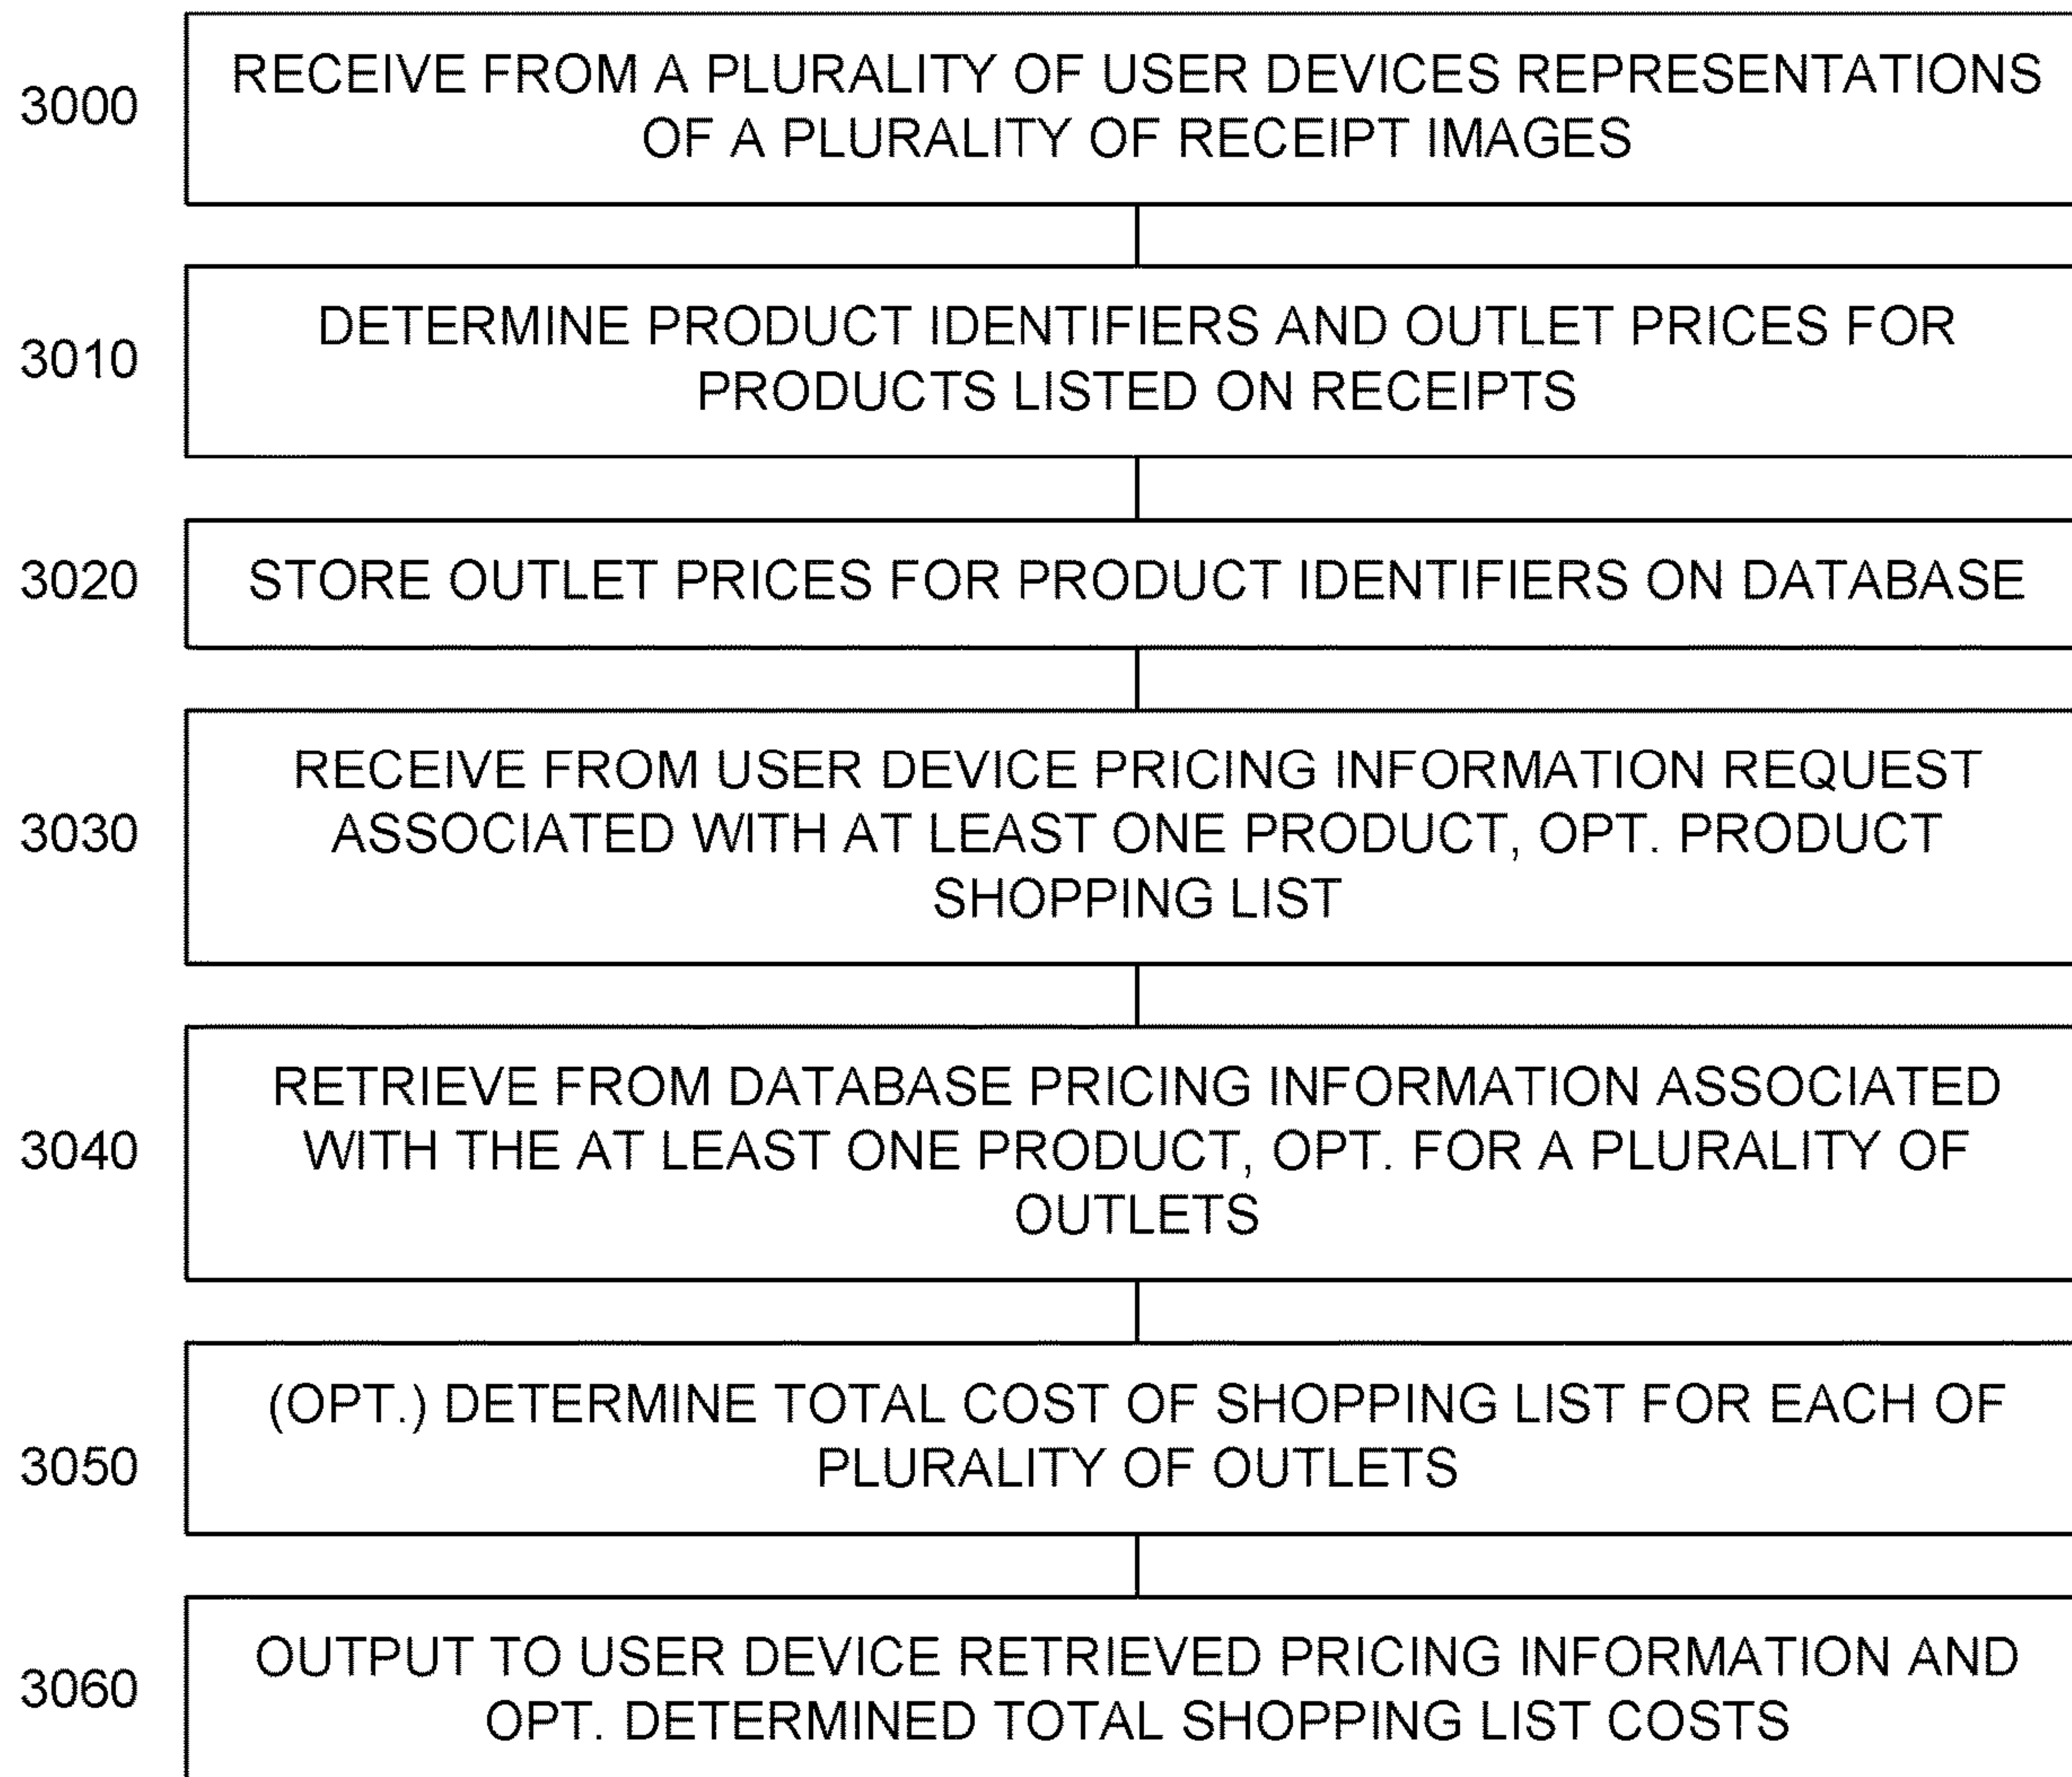 3000
RECEIVE FROM A PLURALITY OF USER DEVICES REPRESENTATIONS
OF A PLURALITY OF RECEIPT IMAGES
3010
DETERMINE PRODUCT IDENTIFIERS AND OUTLET PRICES FOR
PRODUCTS LISTED ON RECEIPTS
3020
STORE OUTLET PRICES FOR PRODUCT IDENTIFIERS ON DATABASE
3030
RECEIVE FROM USER DEVICE PRICING INFORMATION REQUEST
ASSOCIATED WITH AT LEAST ONE PRODUCT, OPT. PRODUCT
SHOPPING LIST
3040
RETRIEVE FROM DATABASE PRICING INFORMATION ASSOCIATED
WITH THE AT LEAST ONE PRODUCT, OPT. FOR A PLURALITY OF
OUTLETS
3050
(OPT.) DETERMINE TOTAL COST OF SHOPPING LIST FOR EACH OF
PLURALITY OF OUTLETS
3060
OUTPUT TO USER DEVICE RETRIEVED PRICING INFORMATION AND
OPT. DETERMINED TOTAL SHOPPING LIST COSTS